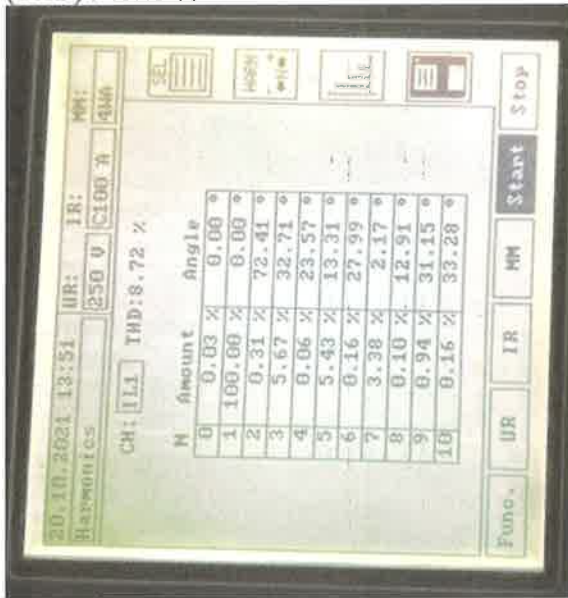 20.10.2021 13:51 UR: IR: MM:
Harmonics 250 V C100 A 4WA
CH: IL1 THD:8.72 %
N Amount Angle
0 0.03 % 0.00 °
1 100.00 % 0.00 °
2 0.31 % 72.41 °
3 5.67 % 32.71 °
4 0.06 % 23.57 °
5 5.43 % 13.31 °
6 0.16 % 27.99 °
7 3.38 % 2.17 °
8 0.10 % 12.91 °
9 0.94 % 31.15 °
10 0.16 % 33.28 °
SEL
HARM
+
◆N◆
Func. UR IR MM Start Stop